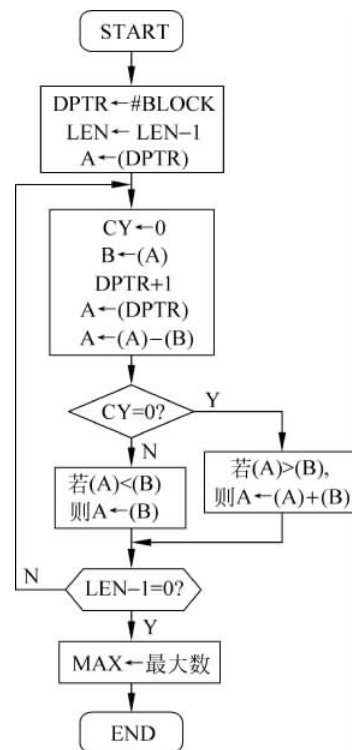 START
DPTR←#BLOCK
LEN← LEN−1
A←(DPTR)
CY←0
B←(A)
DPTR+1
A←(DPTR)
A←(A)−(B)
CY=0?
Y
N
若(A)<(B)
则A←(B)
若(A)>(B),
则A←(A)+(B)
N
LEN−1=0?
Y
MAX←最大数
END